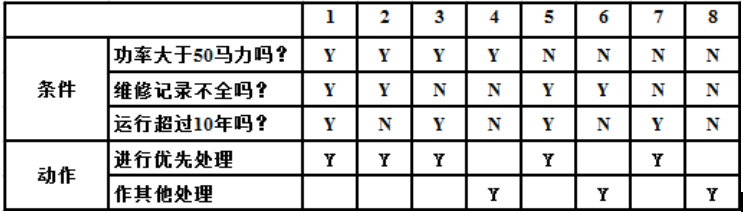 1 2 3 4 5 6 7 8
条件 功率大于50马力吗? Y Y Y Y N N N N
维修记录不全吗? Y Y N N Y Y N N
运行超过10年吗? Y N Y N Y N Y N
动作 进行优先处理 Y Y Y Y Y
作其他处理 Y Y Y